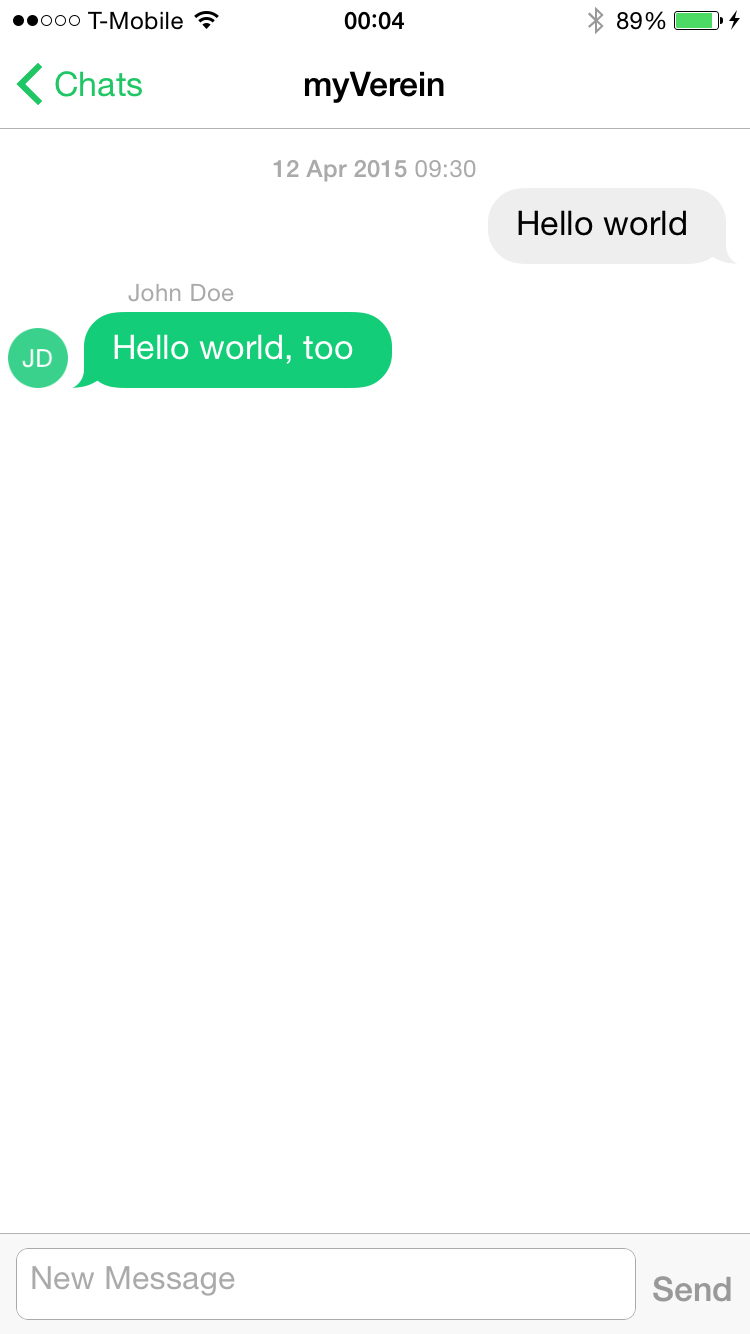 T-Mobile 00:04 89%
Chats myVerein
12 Apr 2015 09:30
Hello world
John Doe
JD Hello world, too
New Message Send